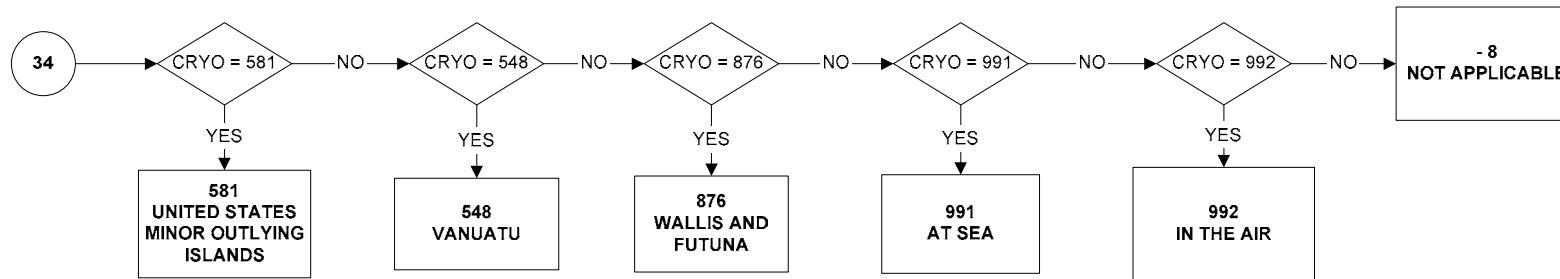 34
CRYO = 581
NO
CRYO = 548
NO
CRYO = 876
NO
CRYO = 991
NO
CRYO = 992
NO
- 8
NOT APPLICABLE
YES
YES
YES
YES
YES
581
UNITED STATES
MINOR OUTLYING
ISLANDS
548
VANUATU
876
WALLIS AND
FUTUNA
991
AT SEA
992
IN THE AIR